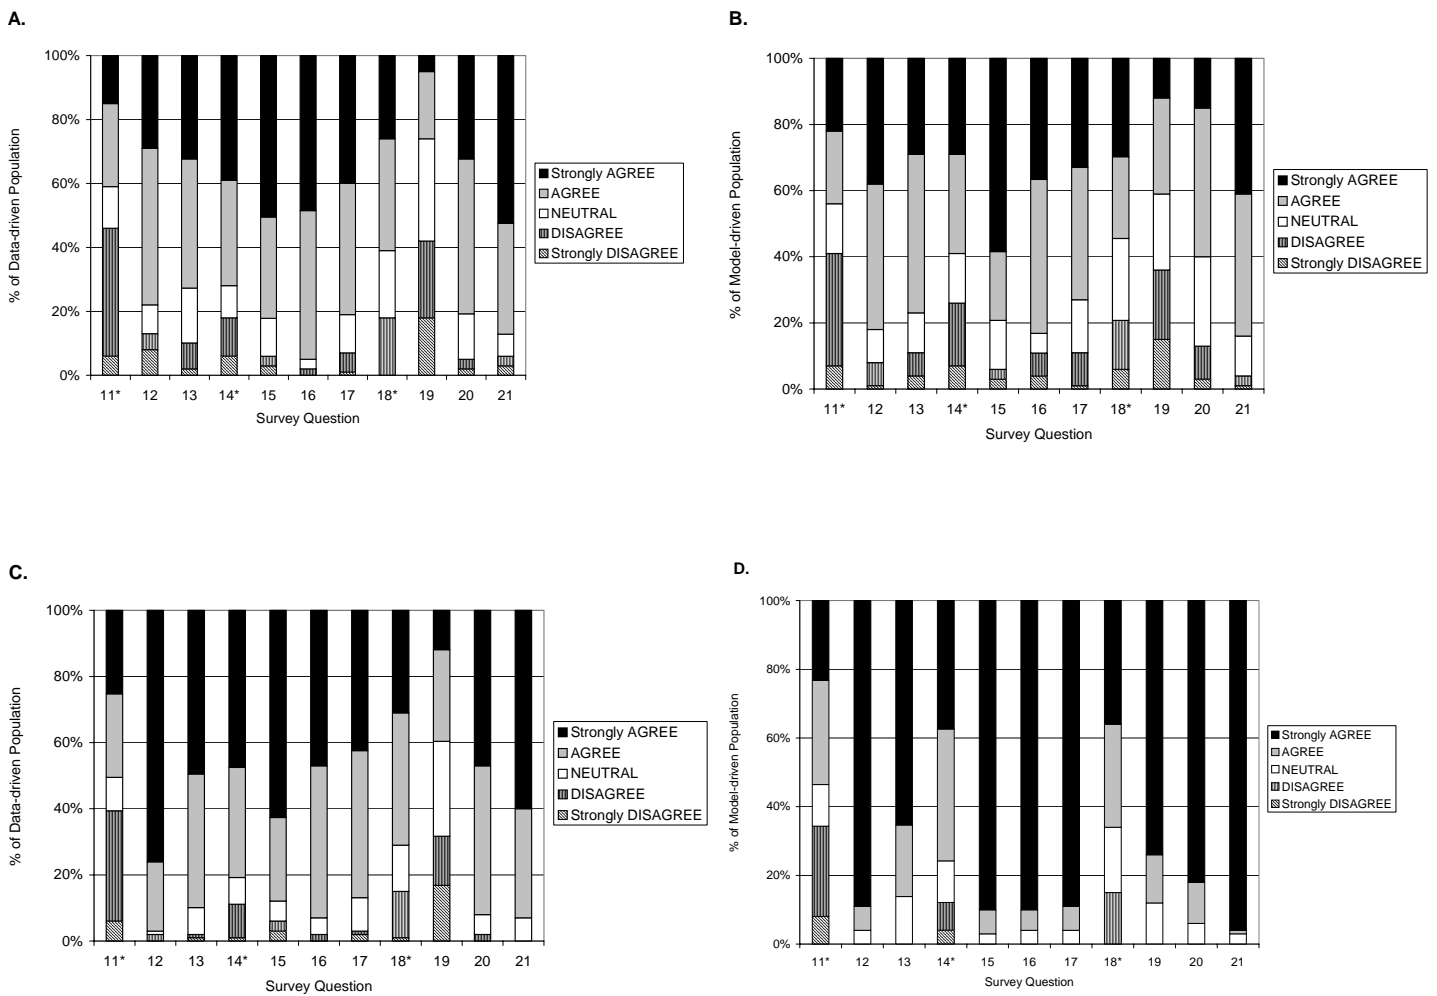 A.
% of Data-driven Population
100%
80%
60%
40%
20%
0%
11* 12 13 14* 15 16 17 18* 19 20 21
Survey Question
Strongly AGREE
AGREE
NEUTRAL
DISAGREE
Strongly DISAGREE
B.
% of Model-driven Population
100%
80%
60%
40%
20%
0%
11* 12 13 14* 15 16 17 18* 19 20 21
Survey Question
Strongly AGREE
AGREE
NEUTRAL
DISAGREE
Strongly DISAGREE
C.
% of Data-driven Population
100%
80%
60%
40%
20%
0%
11* 12 13 14* 15 16 17 18* 19 20 21
Survey Question
Strongly AGREE
AGREE
NEUTRAL
DISAGREE
Strongly DISAGREE
D.
% of Model-driven Population
100%
80%
60%
40%
20%
0%
11* 12 13 14* 15 16 17 18* 19 20 21
Survey Question
Strongly AGREE
AGREE
NEUTRAL
DISAGREE
Strongly DISAGREE